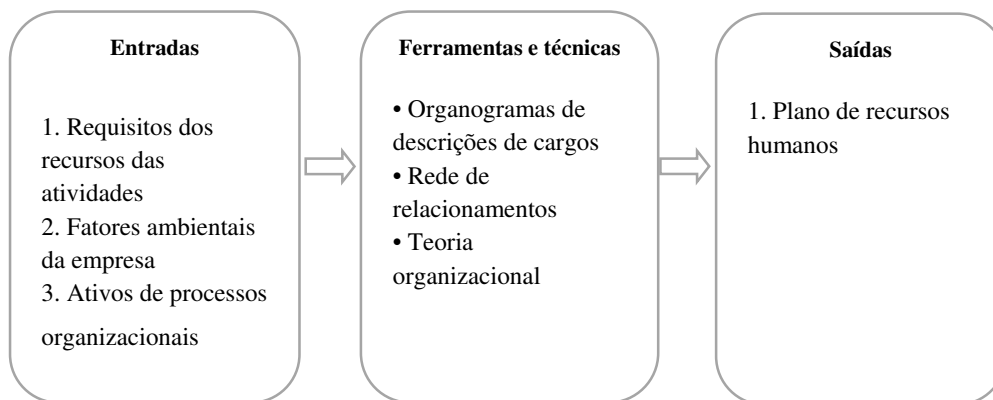 Entradas
1. Requisitos dos
recursos das
atividades
2. Fatores ambientais
da empresa
3. Ativos de processos
organizacionais
Ferramentas e técnicas
• Organogramas de
descrições de cargos
• Rede de
relacionamentos
• Teoria
organizacional
Saídas
1. Plano de recursos
humanos